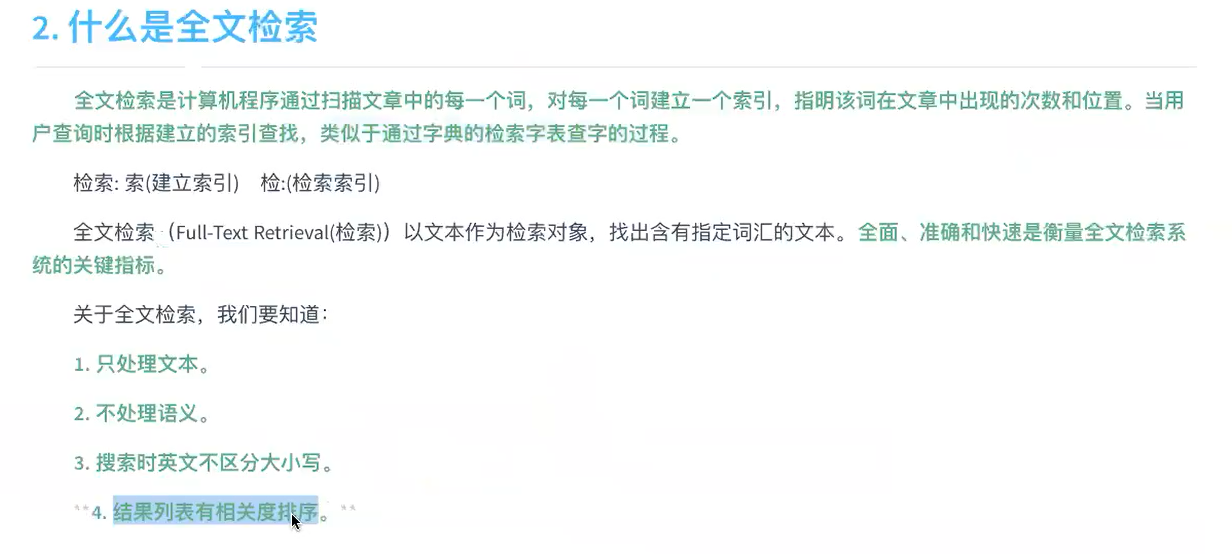 2. 什么是全文检索
全文检索是计算机程序通过扫描文章中的每一个词，对每一个词建立一个索引，指明该词在文章中出现的次数和位置。当用
户查询时根据建立的索引查找，类似于通过字典的检索字表查字的过程。
检索: 索(建立索引) 检:(检索索引)
全文检索（Full-Text Retrieval(检索)）以文本作为检索对象，找出含有指定词汇的文本。全面、准确和快速是衡量全文检索系
统的关键指标。
关于全文检索，我们要知道：
1. 只处理文本。
2. 不处理语义。
3. 搜索时英文不区分大小写。
**4. 结果列表有相关度排序。**